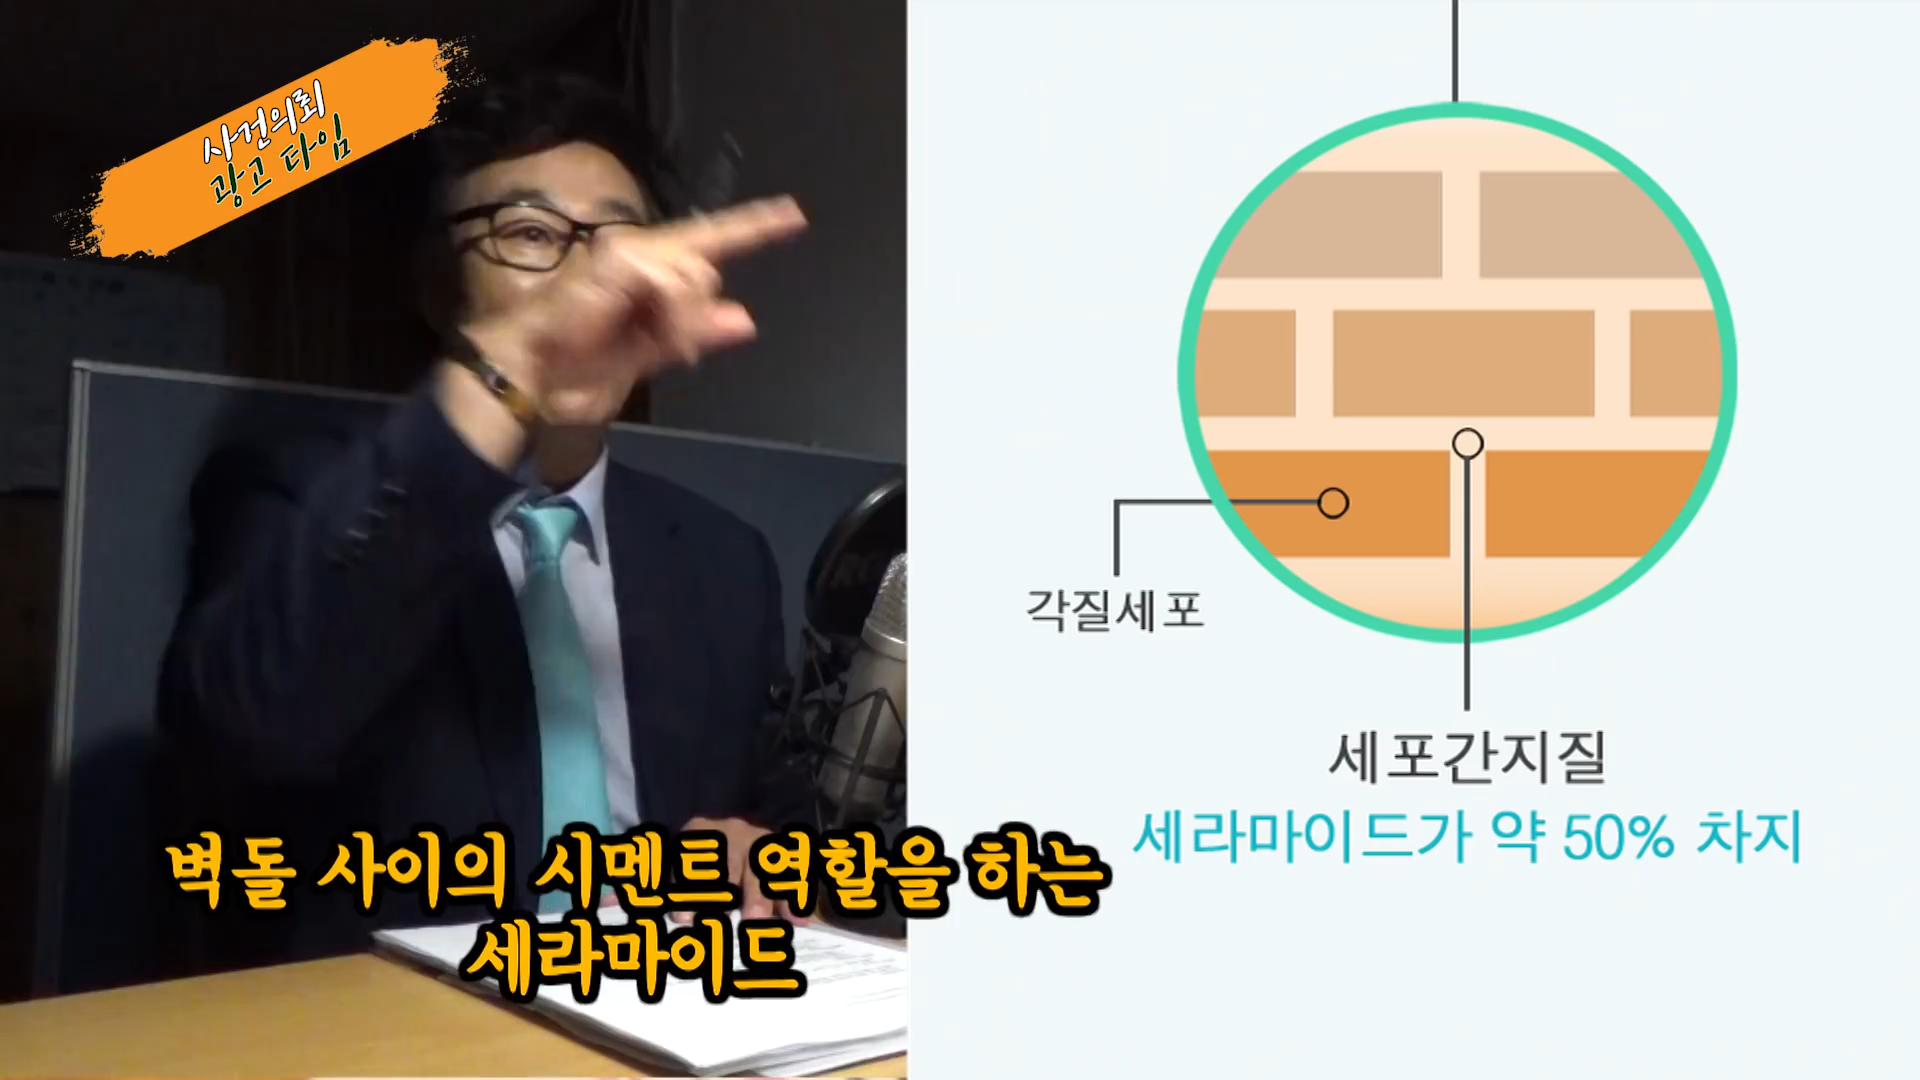 사건의뢰
광고 타임
각질세포
세포간지질
세라마이드가 약 50% 차지
벽돌 사이의 시멘트 역할을 하는
세라마이드